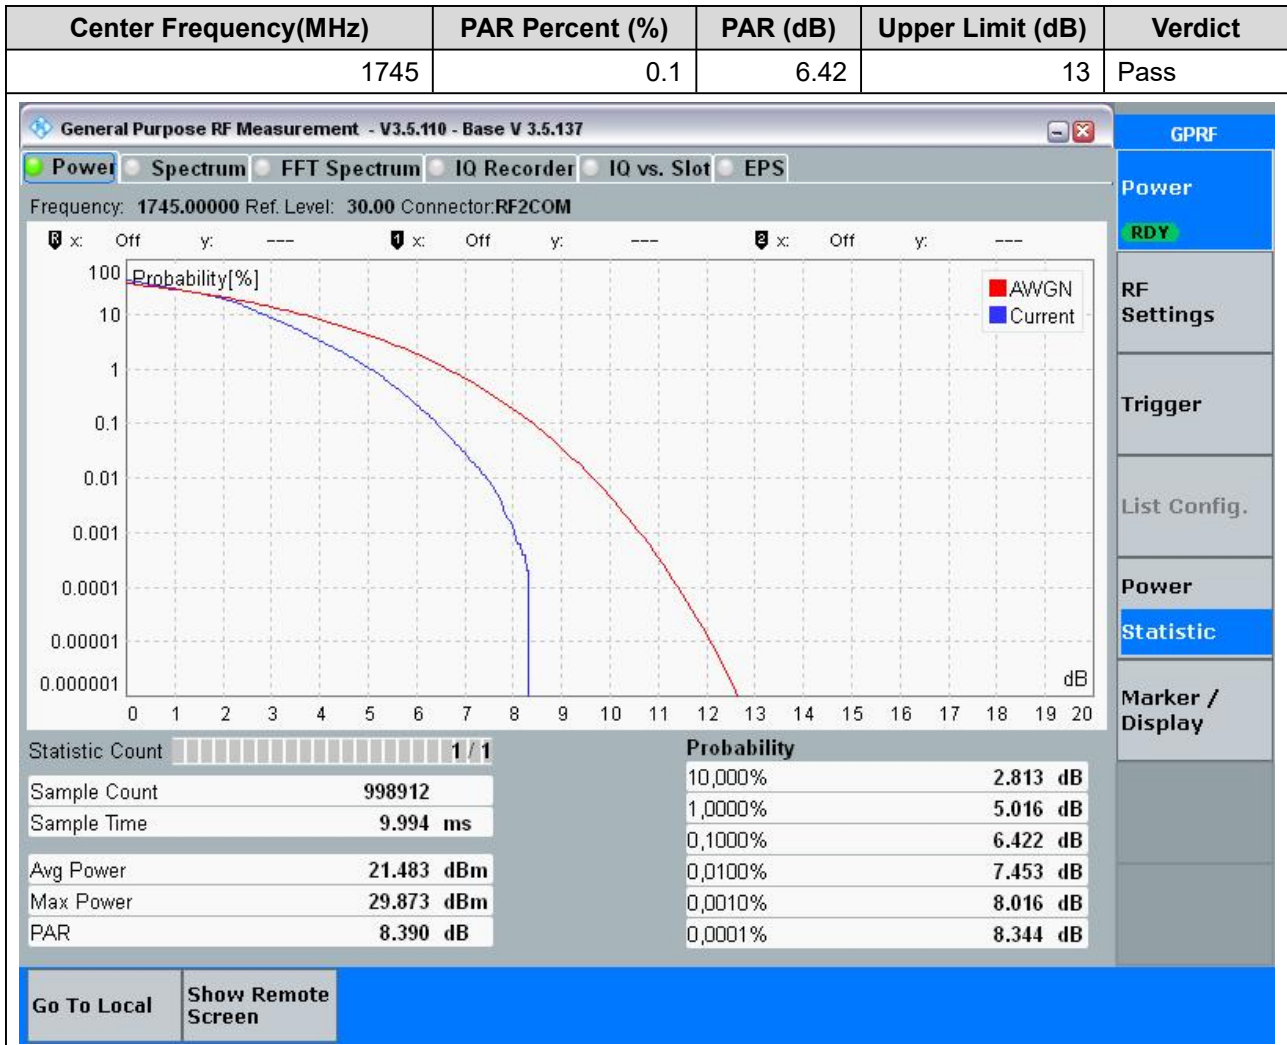 Center Frequency(MHz) PAR Percent (%) PAR (dB) Upper Limit (dB) Verdict
1745 0.1 6.42 13 Pass
General Purpose RF Measurement - V3.5.110 - Base V 3.5.137
GPRF
Power Spectrum FFT Spectrum IQ Recorder IQ vs. Slot EPS
Power
RDY
Frequency: 1745.00000 Ref. Level: 30.00 Connector:RF2COM
R x: Off y: --- 1 x: Off y: --- 2 x: Off y: ---
Probability[%]
AWGN
Current
100
10
1
0.1
0.01
0.001
0.0001
0.00001
0.000001
dB
0 1 2 3 4 5 6 7 8 9 10 11 12 13 14 15 16 17 18 19 20
RF
Settings
Trigger
List Config.
Power
Statistic
Marker /
Display
Statistic Count 1 / 1
Sample Count 998912
Sample Time 9.994 ms
Avg Power 21.483 dBm
Max Power 29.873 dBm
PAR 8.390 dB
Probability
10,000% 2.813 dB
1,0000% 5.016 dB
0,1000% 6.422 dB
0,0100% 7.453 dB
0,0010% 8.016 dB
0,0001% 8.344 dB
Go To Local
Show Remote
Screen